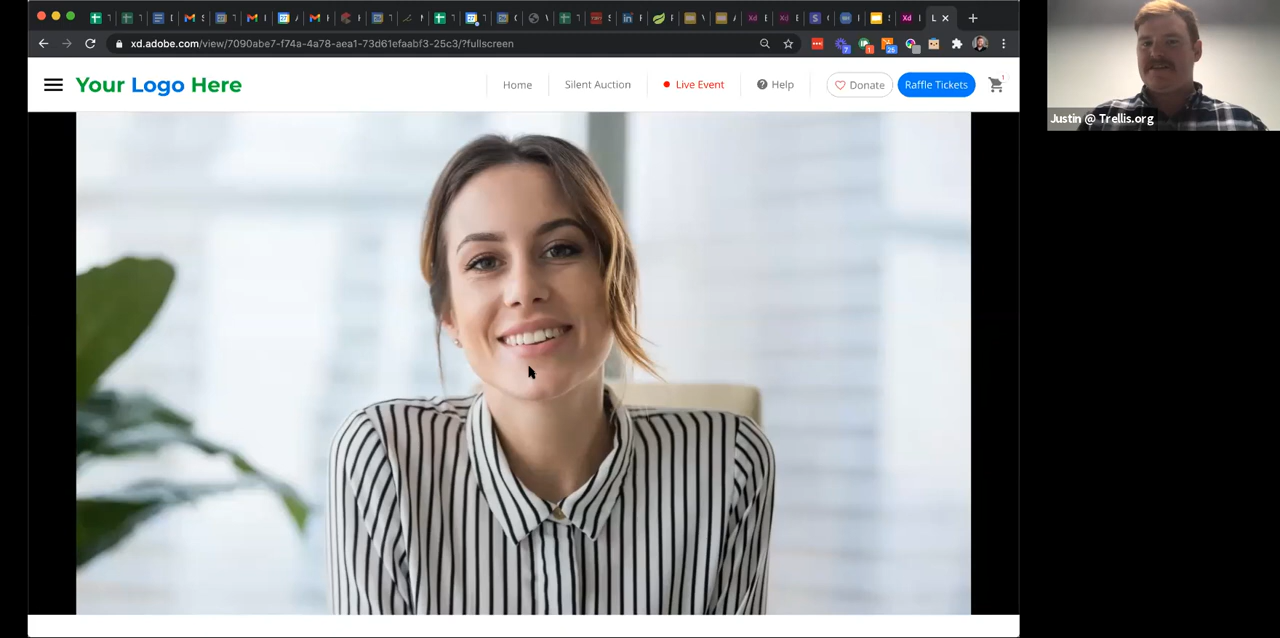 xd.adobe.com/view/7090abe7-f74a-4a78-aea1-73d61efaabf3-25c3/?fullscreen
Your Logo Here
Home
Silent Auction
Live Event
Help
Donate
Raffle Tickets
1
Justin @ Trellis.org